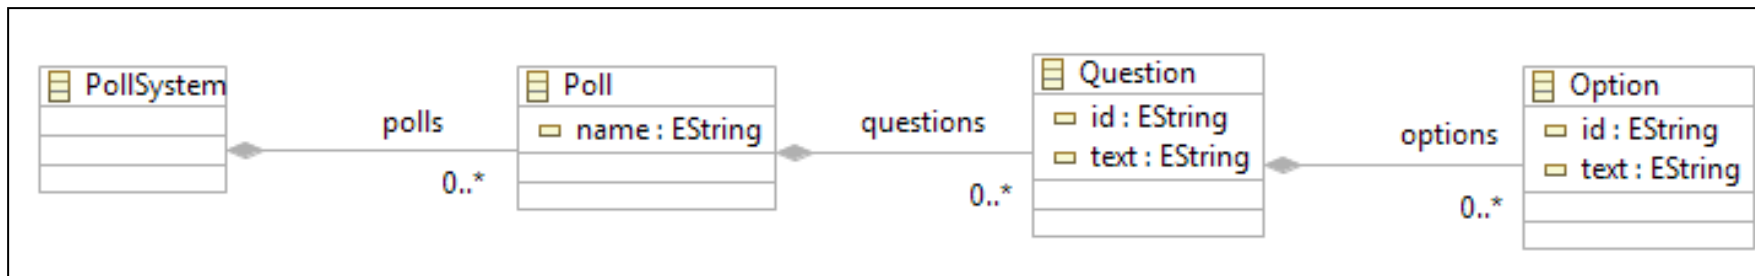 PollSystem
polls
0..*
Poll
name : EString
questions
0..*
Question
id : EString
text : EString
options
0..*
Option
id : EString
text : EString